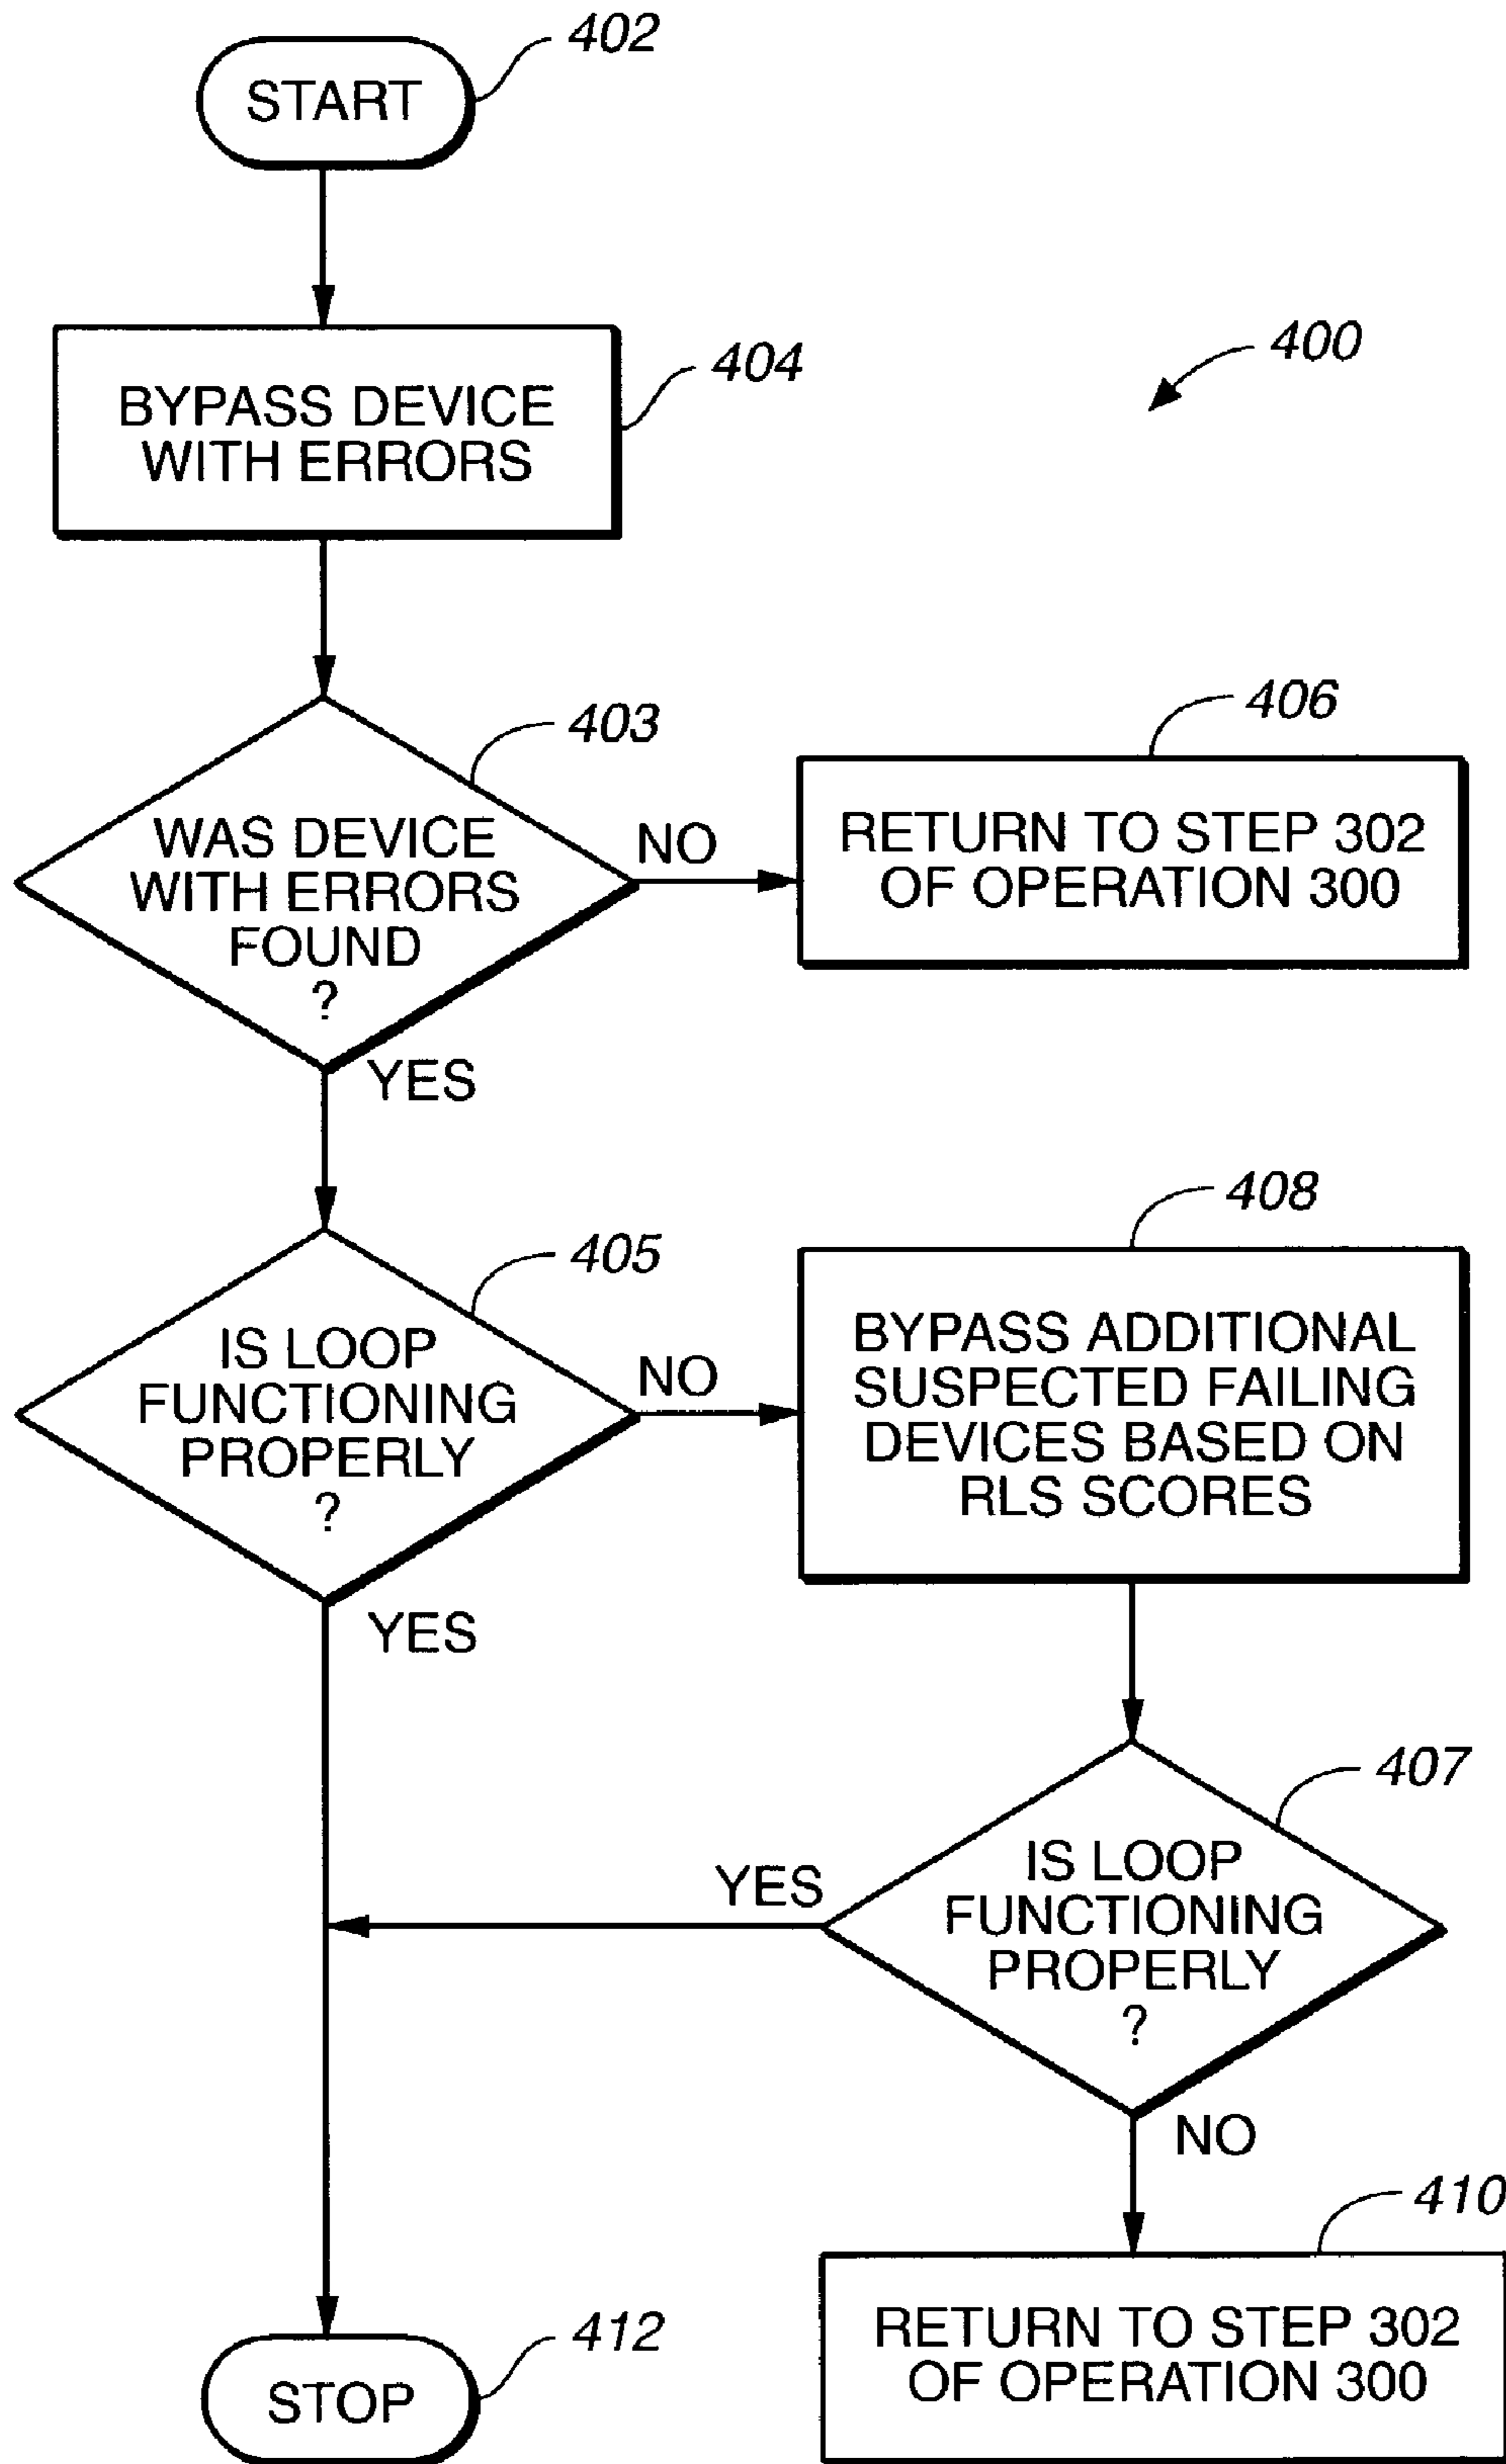 402
START
400
404
BYPASS DEVICE
WITH ERRORS
403
WAS DEVICE
WITH ERRORS
FOUND
?
NO
YES
406
RETURN TO STEP 302
OF OPERATION 300
405
IS LOOP
FUNCTIONING
PROPERLY
?
NO
YES
408
BYPASS ADDITIONAL
SUSPECTED FAILING
DEVICES BASED ON
RLS SCORES
407
IS LOOP
FUNCTIONING
PROPERLY
?
YES
NO
410
RETURN TO STEP 302
OF OPERATION 300
412
STOP